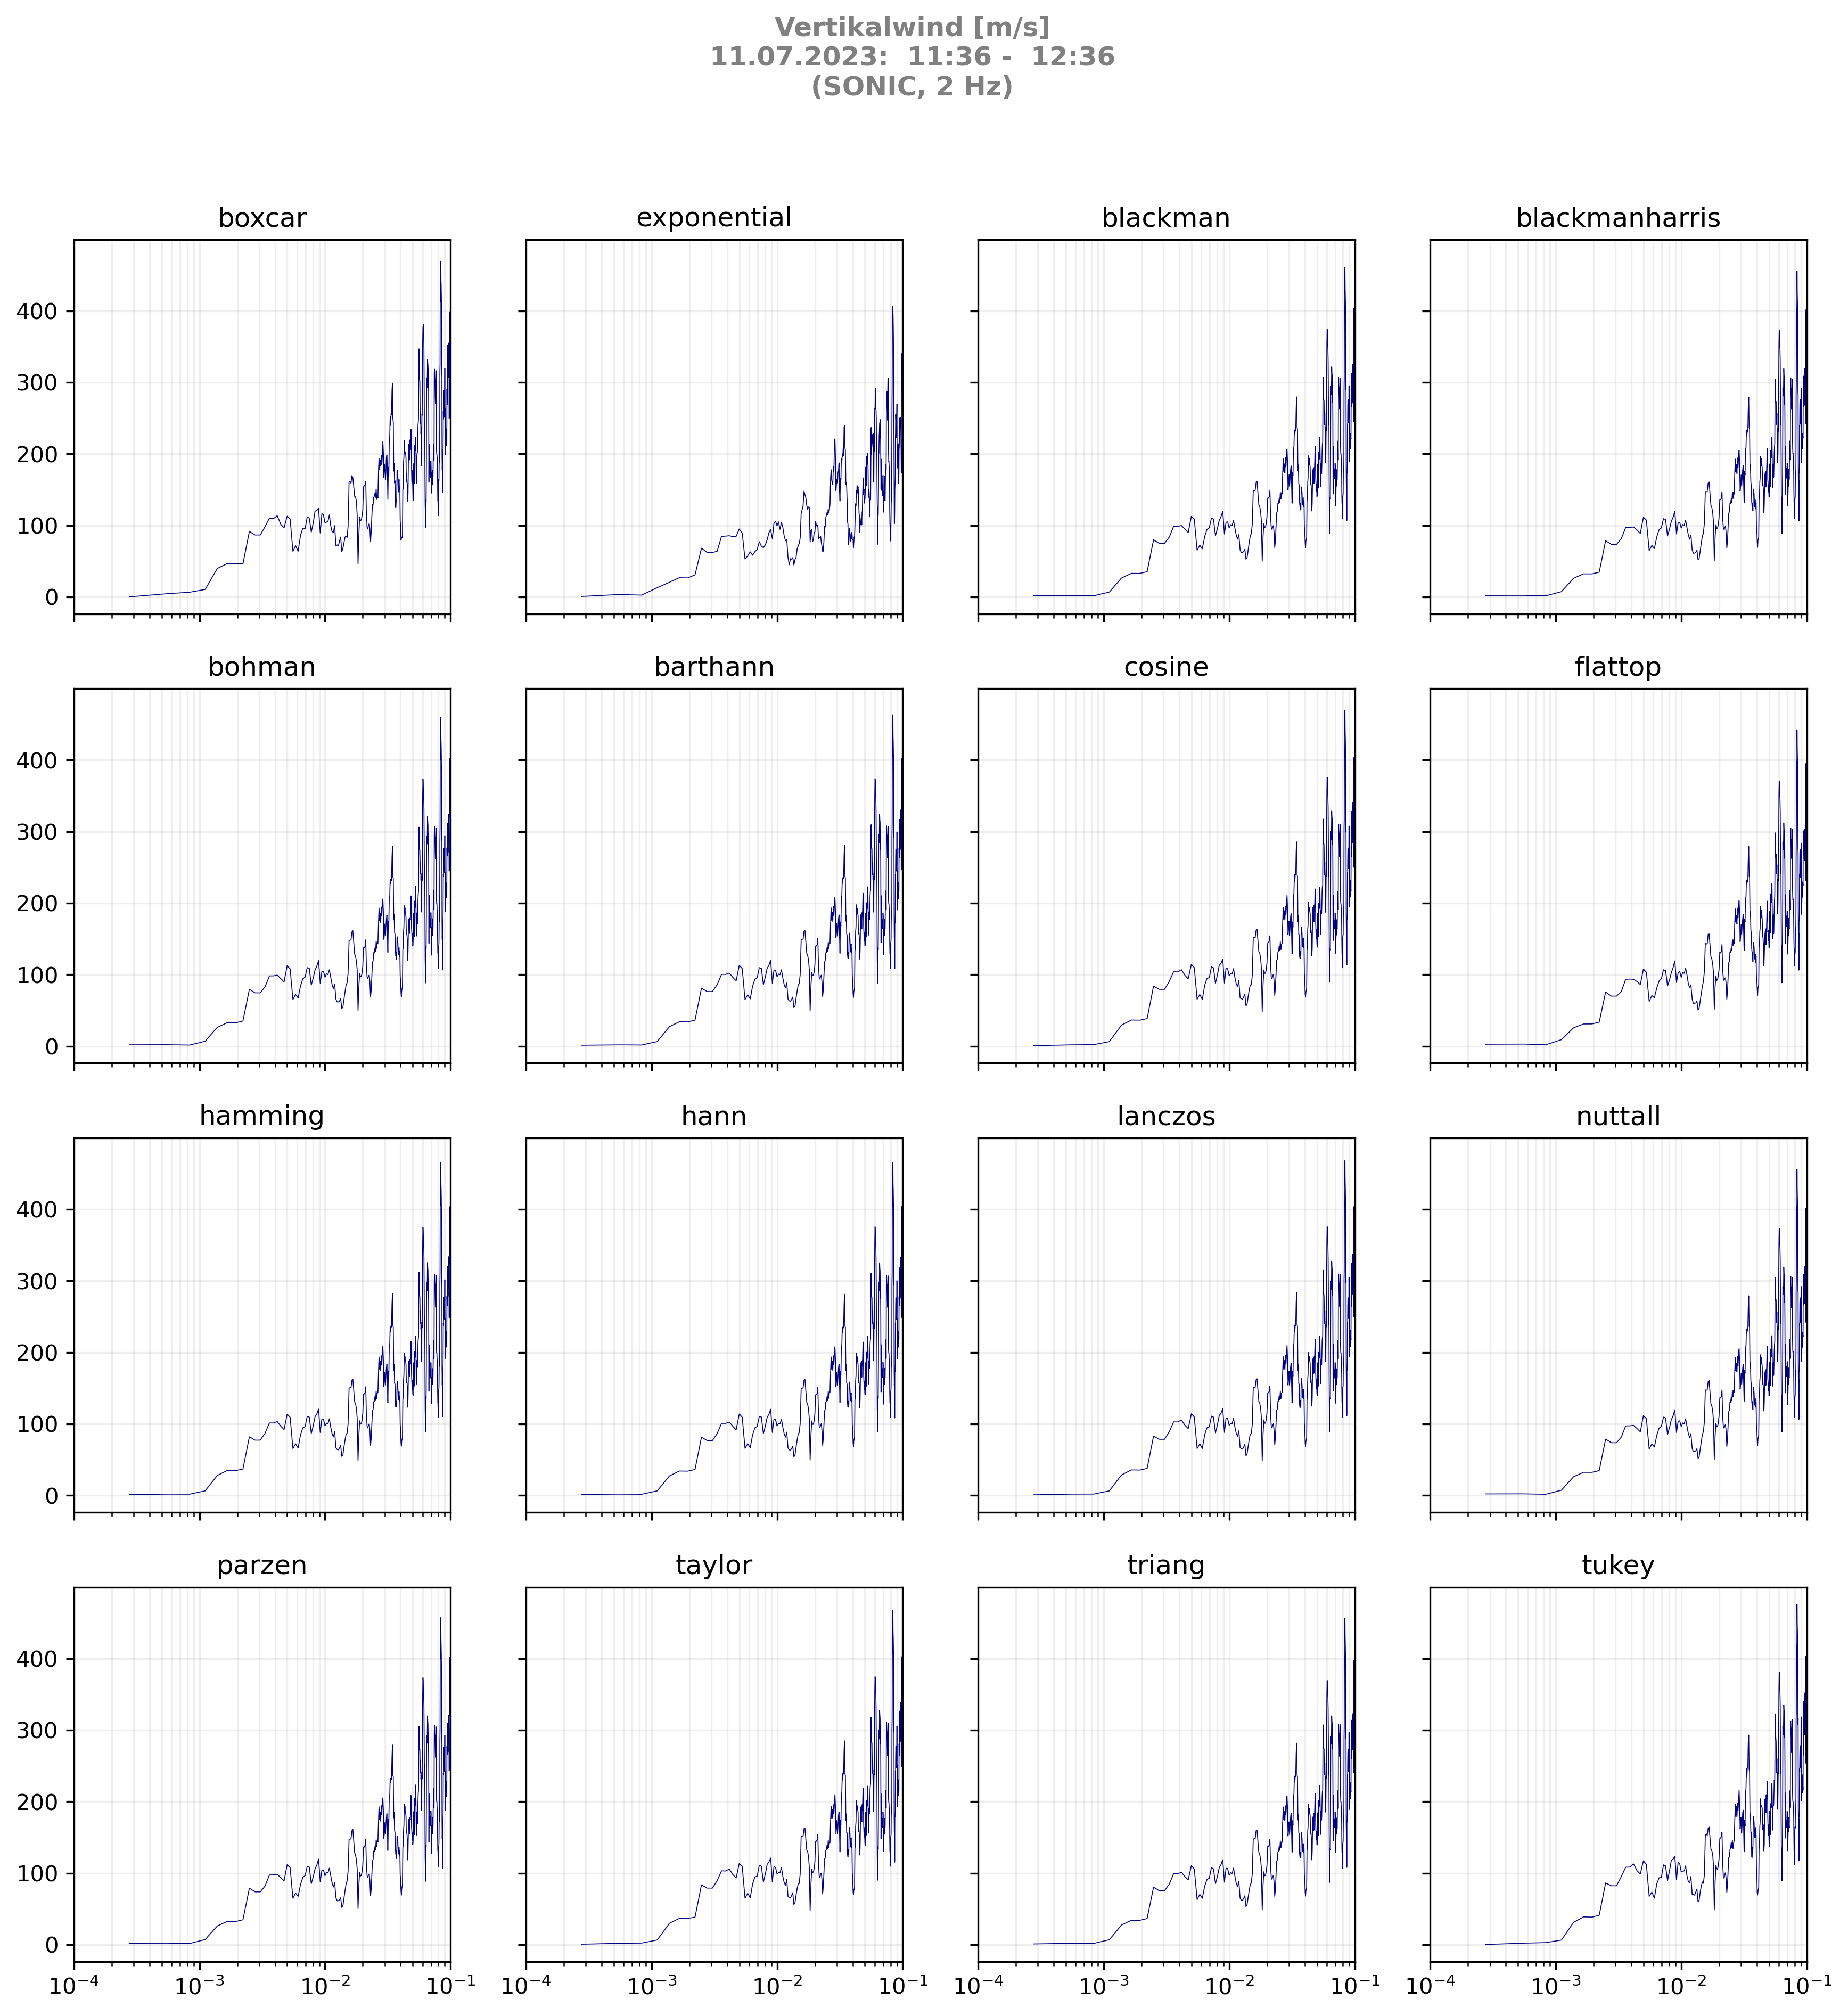 Vertikalwind [m/s]
11.07.2023:  11:36 -  12:36
(SONIC, 2 Hz)
boxcar exponential blackman blackmanharris
400
300
200
100
0
bohman barthann cosine flattop
400
300
200
100
0
hamming hann lanczos nuttall
400
300
200
100
0
parzen taylor triang tukey
400
300
200
100
0
10⁻⁴ 10⁻³ 10⁻² 10⁻¹ 10⁻⁴ 10⁻³ 10⁻² 10⁻¹ 10⁻⁴ 10⁻³ 10⁻² 10⁻¹ 10⁻⁴ 10⁻³ 10⁻² 10⁻¹